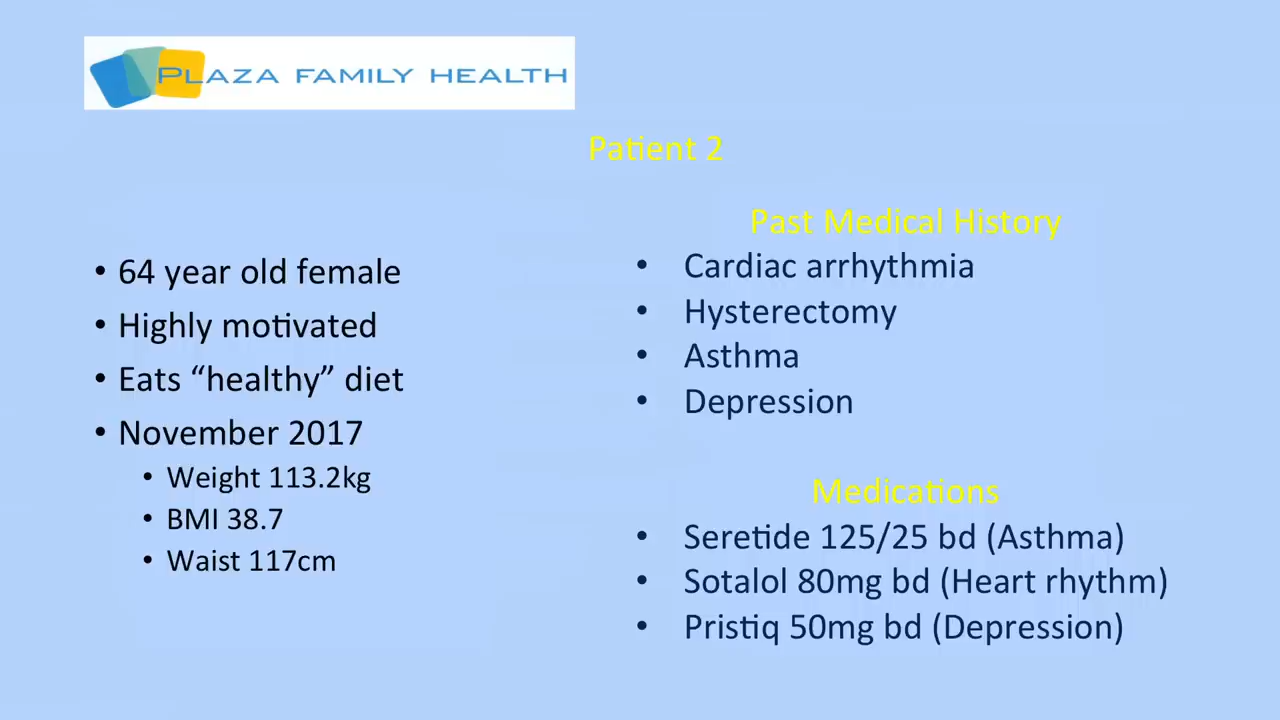 PLAZA FAMILY HEALTH
Patient 2
• 64 year old female
• Highly motivated
• Eats “healthy” diet
• November 2017
• Weight 113.2kg
• BMI 38.7
• Waist 117cm
Past Medical History
• Cardiac arrhythmia
• Hysterectomy
• Asthma
• Depression
Medications
• Seretide 125/25 bd (Asthma)
• Sotalol 80mg bd (Heart rhythm)
• Pristiq 50mg bd (Depression)